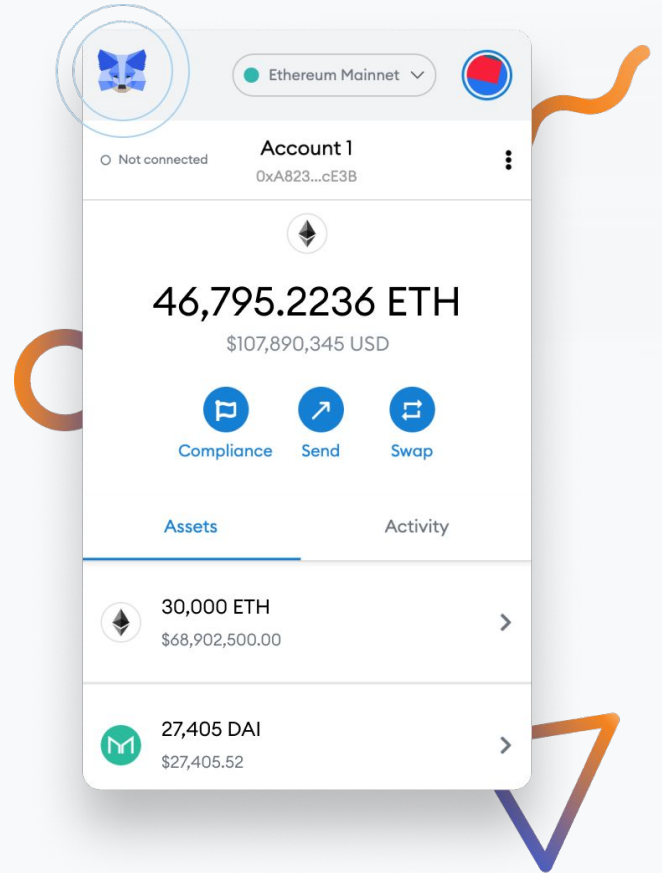 Ethereum Mainnet
Not connected
Account 1
0xA823...cE3B
46,795.2236 ETH
$107,890,345 USD
Compliance
Send
Swap
Assets
Activity
30,000 ETH
$68,902,500.00
27,405 DAI
$27,405.52